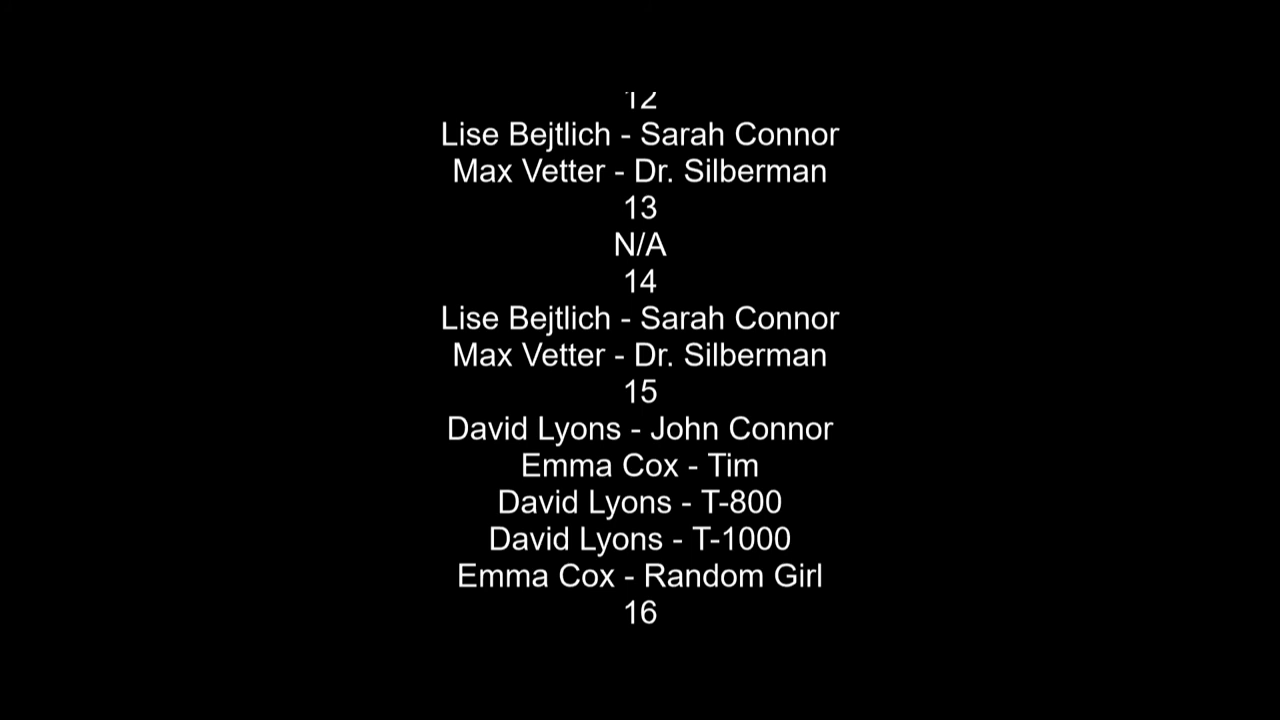 12
Lise Bejtlich - Sarah Connor
Max Vetter - Dr. Silberman
13
N/A
14
Lise Bejtlich - Sarah Connor
Max Vetter - Dr. Silberman
15
David Lyons - John Connor
Emma Cox - Tim
David Lyons - T-800
David Lyons - T-1000
Emma Cox - Random Girl
16